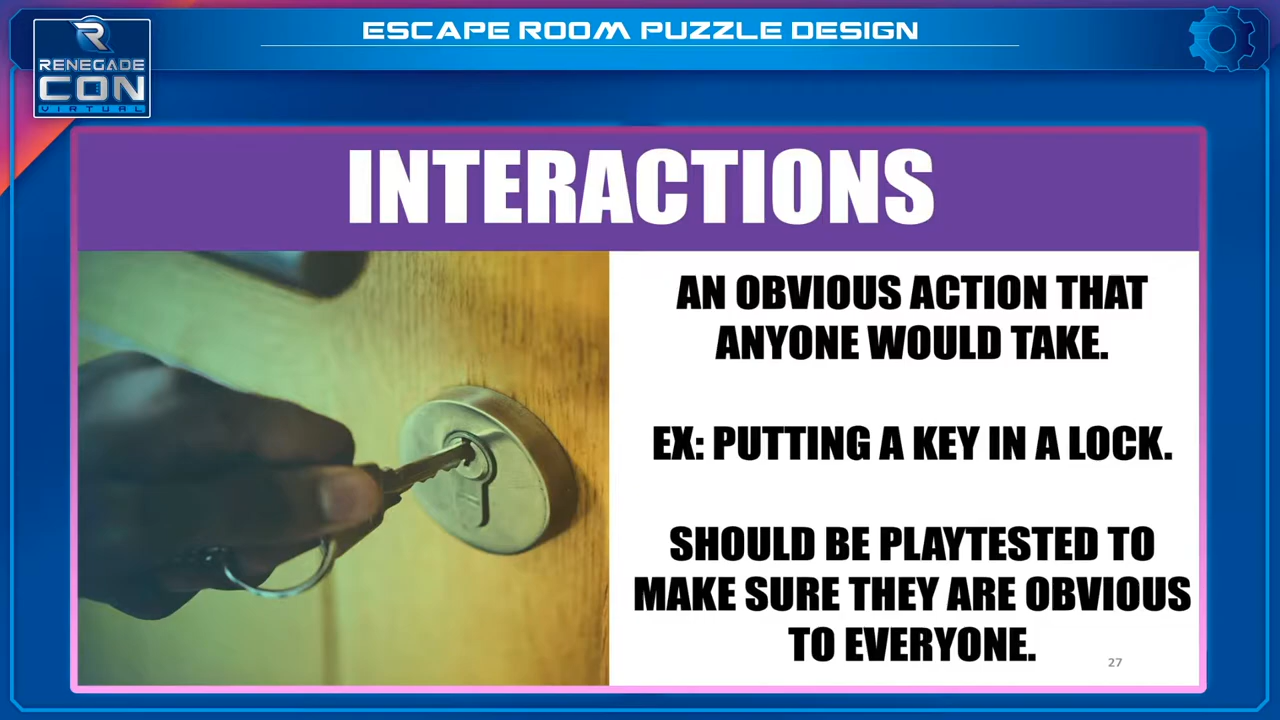 ESCAPE ROOM PUZZLE DESIGN
R
RENEGADE
CON
VIRTUAL
INTERACTIONS
AN OBVIOUS ACTION THAT
ANYONE WOULD TAKE.
EX: PUTTING A KEY IN A LOCK.
SHOULD BE PLAYTESTED TO
MAKE SURE THEY ARE OBVIOUS
TO EVERYONE.
27